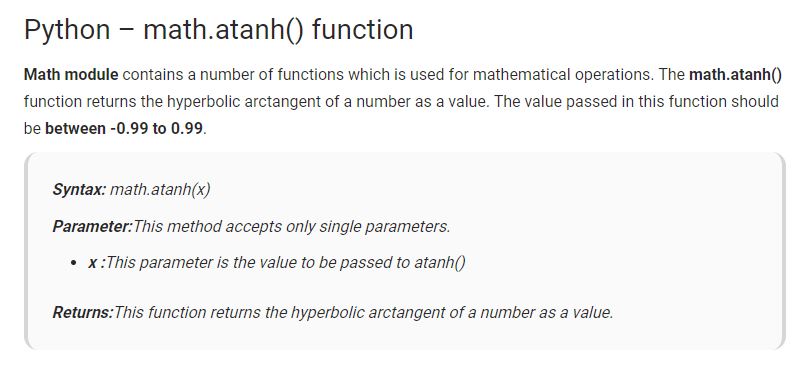 Python – math.atanh() function
Math module contains a number of functions which is used for mathematical operations. The math.atanh()
function returns the hyperbolic arctangent of a number as a value. The value passed in this function should
be between -0.99 to 0.99.
Syntax: math.atanh(x)
Parameter:This method accepts only single parameters.
• x :This parameter is the value to be passed to atanh()
Returns:This function returns the hyperbolic arctangent of a number as a value.